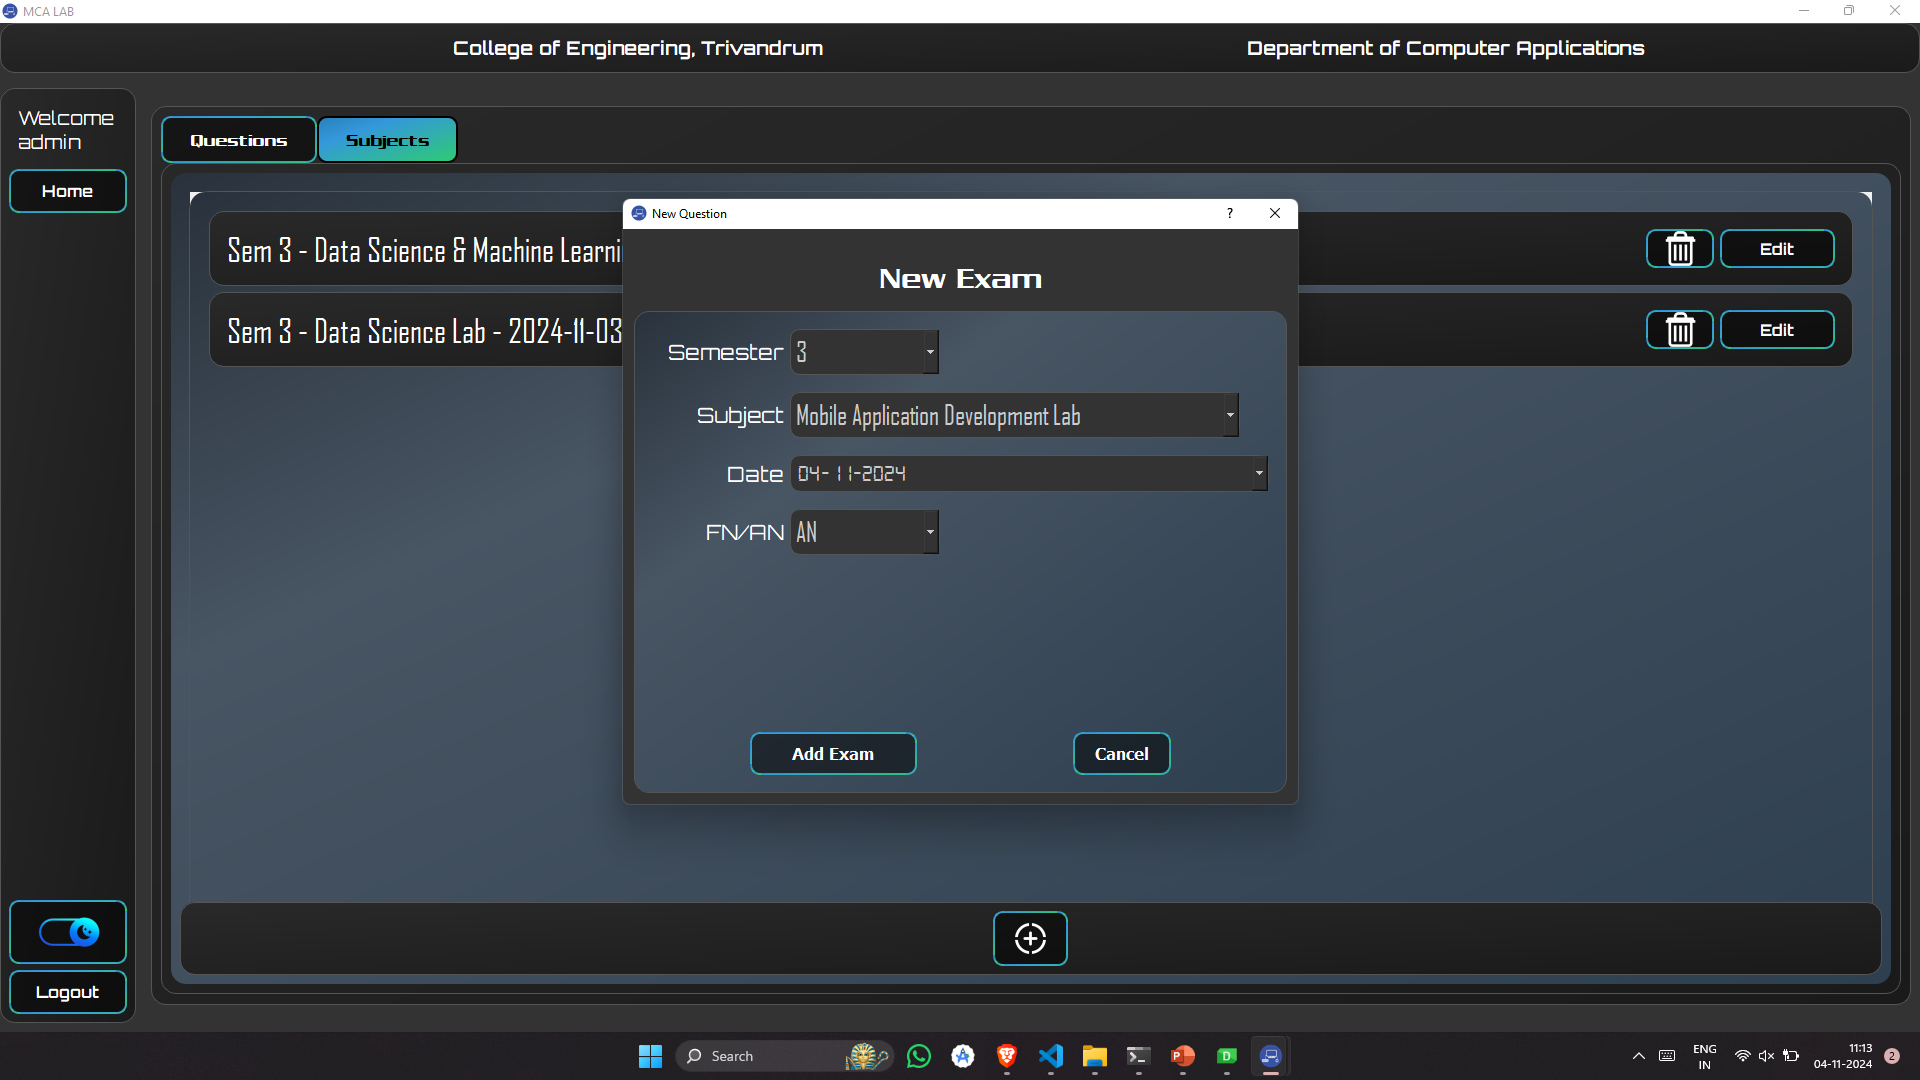 MCA LAB
College of Engineering, Trivandrum
Department of Computer Applications
Welcome
admin
Home
Questions
Subjects
Sem 3 - Data Science & Machine Learni
Edit
Sem 3 - Data Science Lab - 2024-11-03
Edit
New Question
?
New Exam
Semester 3
Subject Mobile Application Development Lab
Date 04-11-2024
FN/AN AN
Add Exam
Cancel
Logout
Search
ENG
IN
11:13
04-11-2024
2